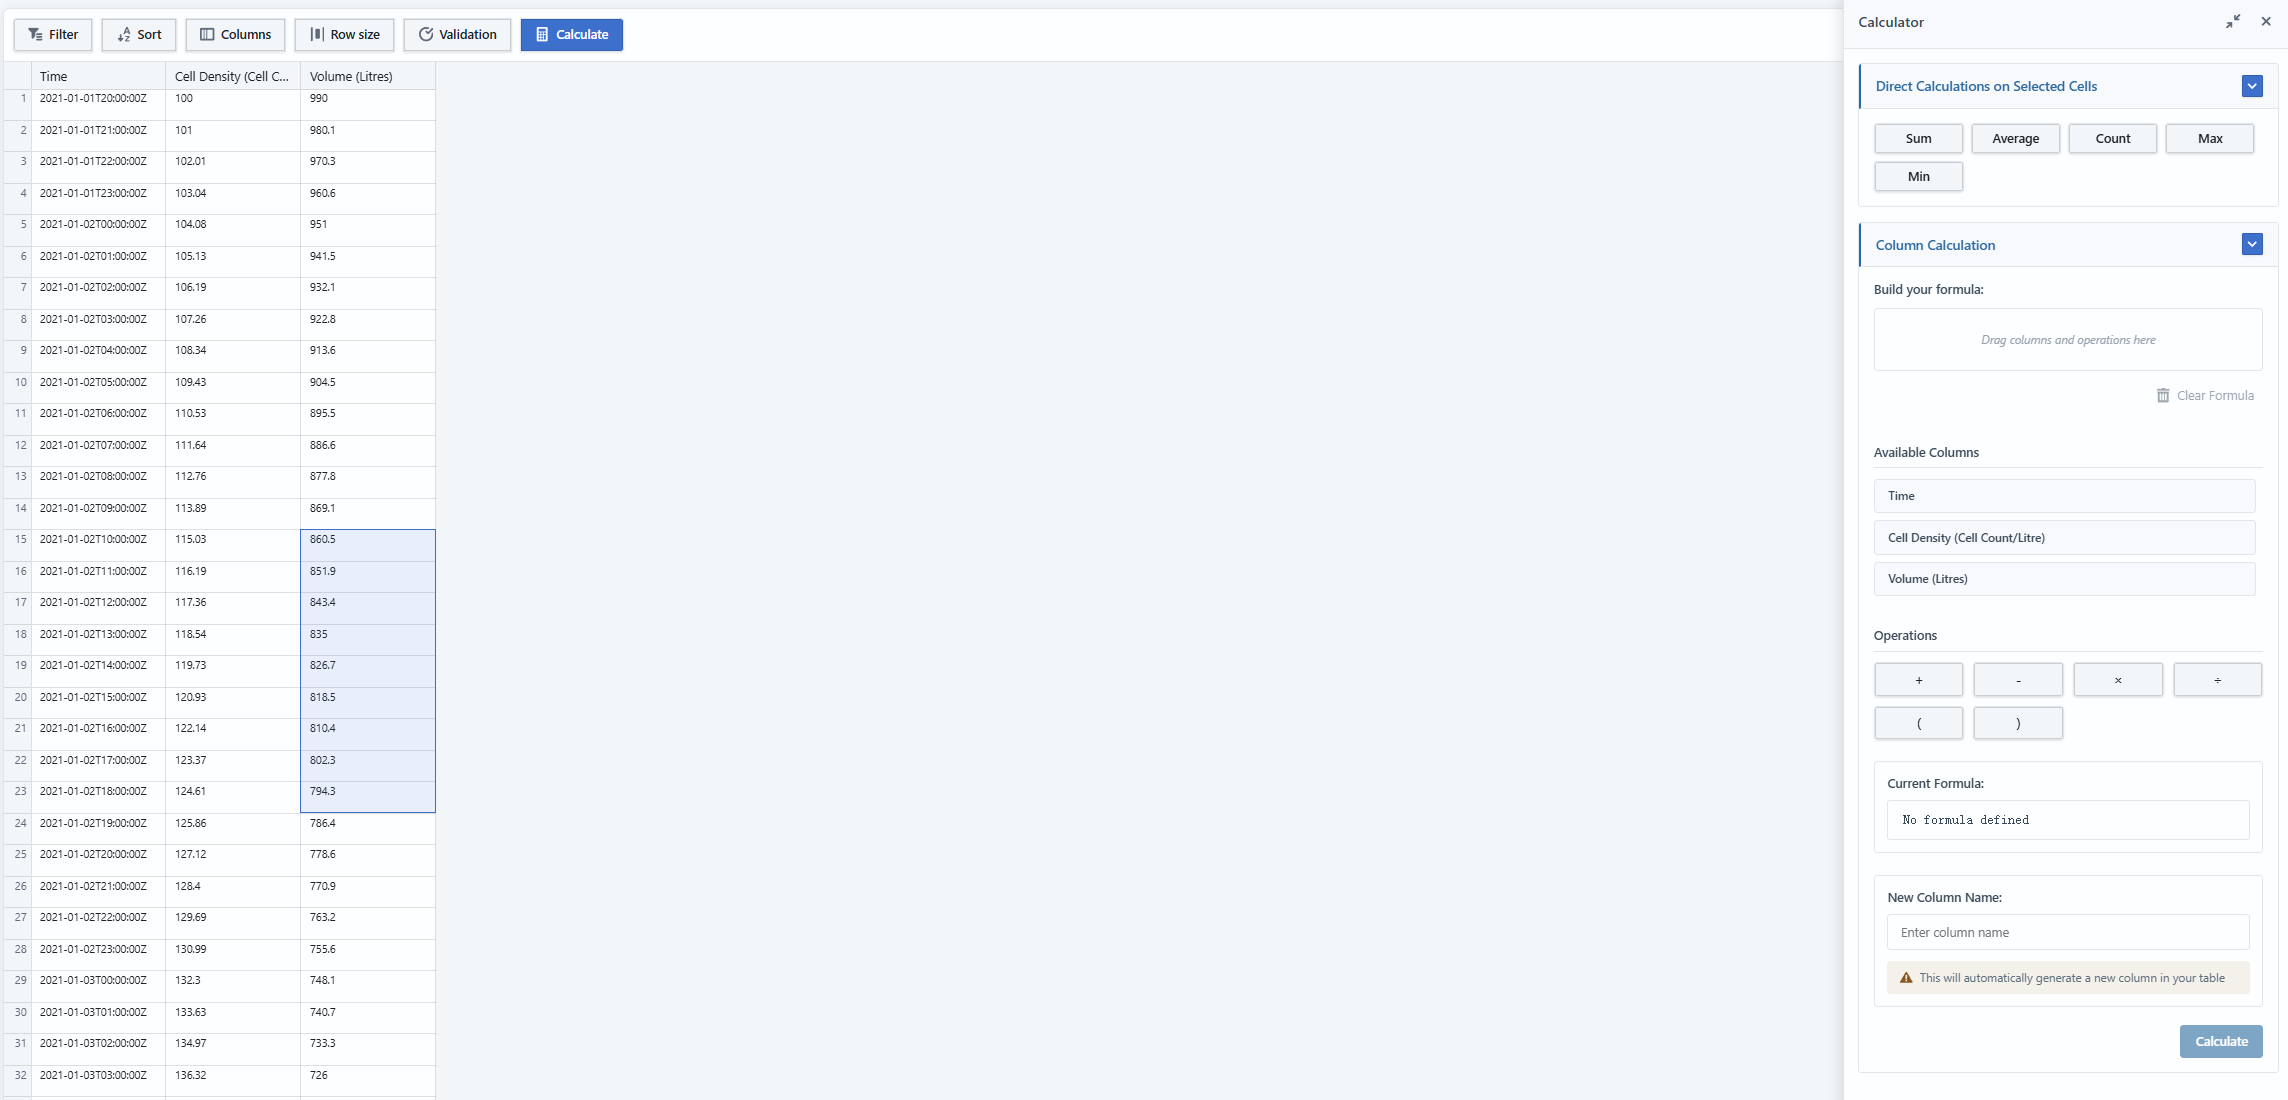 Filter Sort Columns Row size Validation Calculate
Time Cell Density (Cell C... Volume (Litres)
1 2021-01-01T20:00:00Z 100 990
2 2021-01-01T21:00:00Z 101 980.1
3 2021-01-01T22:00:00Z 102.01 970.3
4 2021-01-01T23:00:00Z 103.04 960.6
5 2021-01-02T00:00:00Z 104.08 951
6 2021-01-02T01:00:00Z 105.13 941.5
7 2021-01-02T02:00:00Z 106.19 932.1
8 2021-01-02T03:00:00Z 107.26 922.8
9 2021-01-02T04:00:00Z 108.34 913.6
10 2021-01-02T05:00:00Z 109.43 904.5
11 2021-01-02T06:00:00Z 110.53 895.5
12 2021-01-02T07:00:00Z 111.64 886.6
13 2021-01-02T08:00:00Z 112.76 877.8
14 2021-01-02T09:00:00Z 113.89 869.1
15 2021-01-02T10:00:00Z 115.03 860.5
16 2021-01-02T11:00:00Z 116.19 851.9
17 2021-01-02T12:00:00Z 117.36 843.4
18 2021-01-02T13:00:00Z 118.54 835
19 2021-01-02T14:00:00Z 119.73 826.7
20 2021-01-02T15:00:00Z 120.93 818.5
21 2021-01-02T16:00:00Z 122.14 810.4
22 2021-01-02T17:00:00Z 123.37 802.3
23 2021-01-02T18:00:00Z 124.61 794.3
24 2021-01-02T19:00:00Z 125.86 786.4
25 2021-01-02T20:00:00Z 127.12 778.6
26 2021-01-02T21:00:00Z 128.4 770.9
27 2021-01-02T22:00:00Z 129.69 763.2
28 2021-01-02T23:00:00Z 130.99 755.6
29 2021-01-03T00:00:00Z 132.3 748.1
30 2021-01-03T01:00:00Z 133.63 740.7
31 2021-01-03T02:00:00Z 134.97 733.3
32 2021-01-03T03:00:00Z 136.32 726
Calculator
Direct Calculations on Selected Cells
Sum Average Count Max
Min
Column Calculation
Build your formula:
Drag columns and operations here
Clear Formula
Available Columns
Time
Cell Density (Cell Count/Litre)
Volume (Litres)
Operations
+ - × ÷
( )
Current Formula:
No formula defined
New Column Name:
Enter column name
This will automatically generate a new column in your table
Calculate